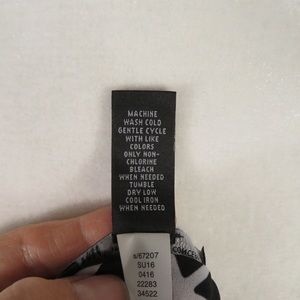 MACHINE
WASH COLD
GENTLE CYCLE
WITH LIKE
COLORS
ONLY NON-
CHLORINE
BLEACH
WHEN NEEDED
TUMBLE
DRY LOW
COOL IRON
WHEN NEEDED
s/67207
SU16
0416
22283
34522